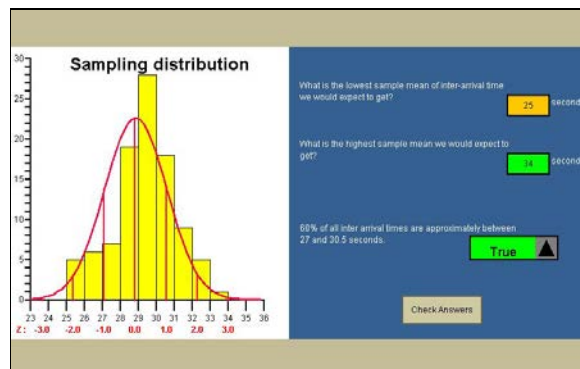 Sampling distribution
30
25
20
15
10
5
0
23 24 25 26 27 28 29 30 31 32 33 34 35 36
Z: -3.0 -2.0 -1.0 0.0 1.0 2.0 3.0
What is the lowest sample mean of inter-arrival time
we would expect to get?
25 second
What is the highest sample mean we would expect to
get?
34 second
68% of all inter arrival times are approximately between
27 and 30.5 seconds.
True
Check Answers